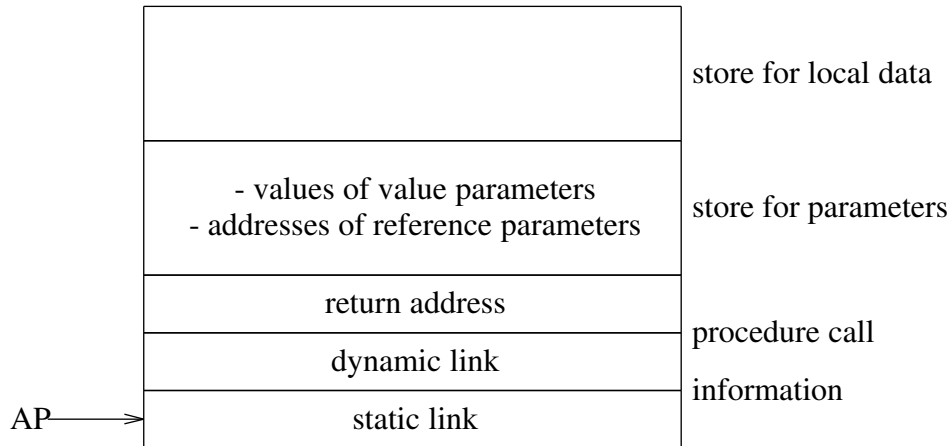 store for local data
- values of value parameters
- addresses of reference parameters
store for parameters
return address
procedure call
dynamic link
information
AP
static link